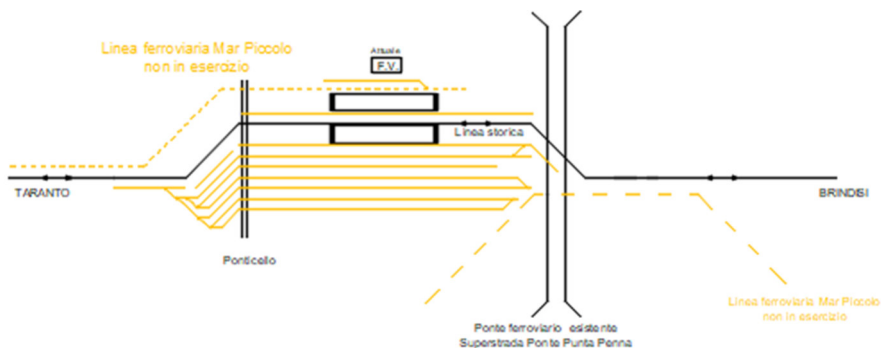 Linea ferroviaria Mar Piccolo
non in esercizio
Attuale
F.V.
Linea storica
TARANTO
BRINDISI
Ponticello
Linea ferroviaria Mar Piccolo
non in esercizio
Ponte ferroviario esistente
Superstrada Ponte Punta Penna